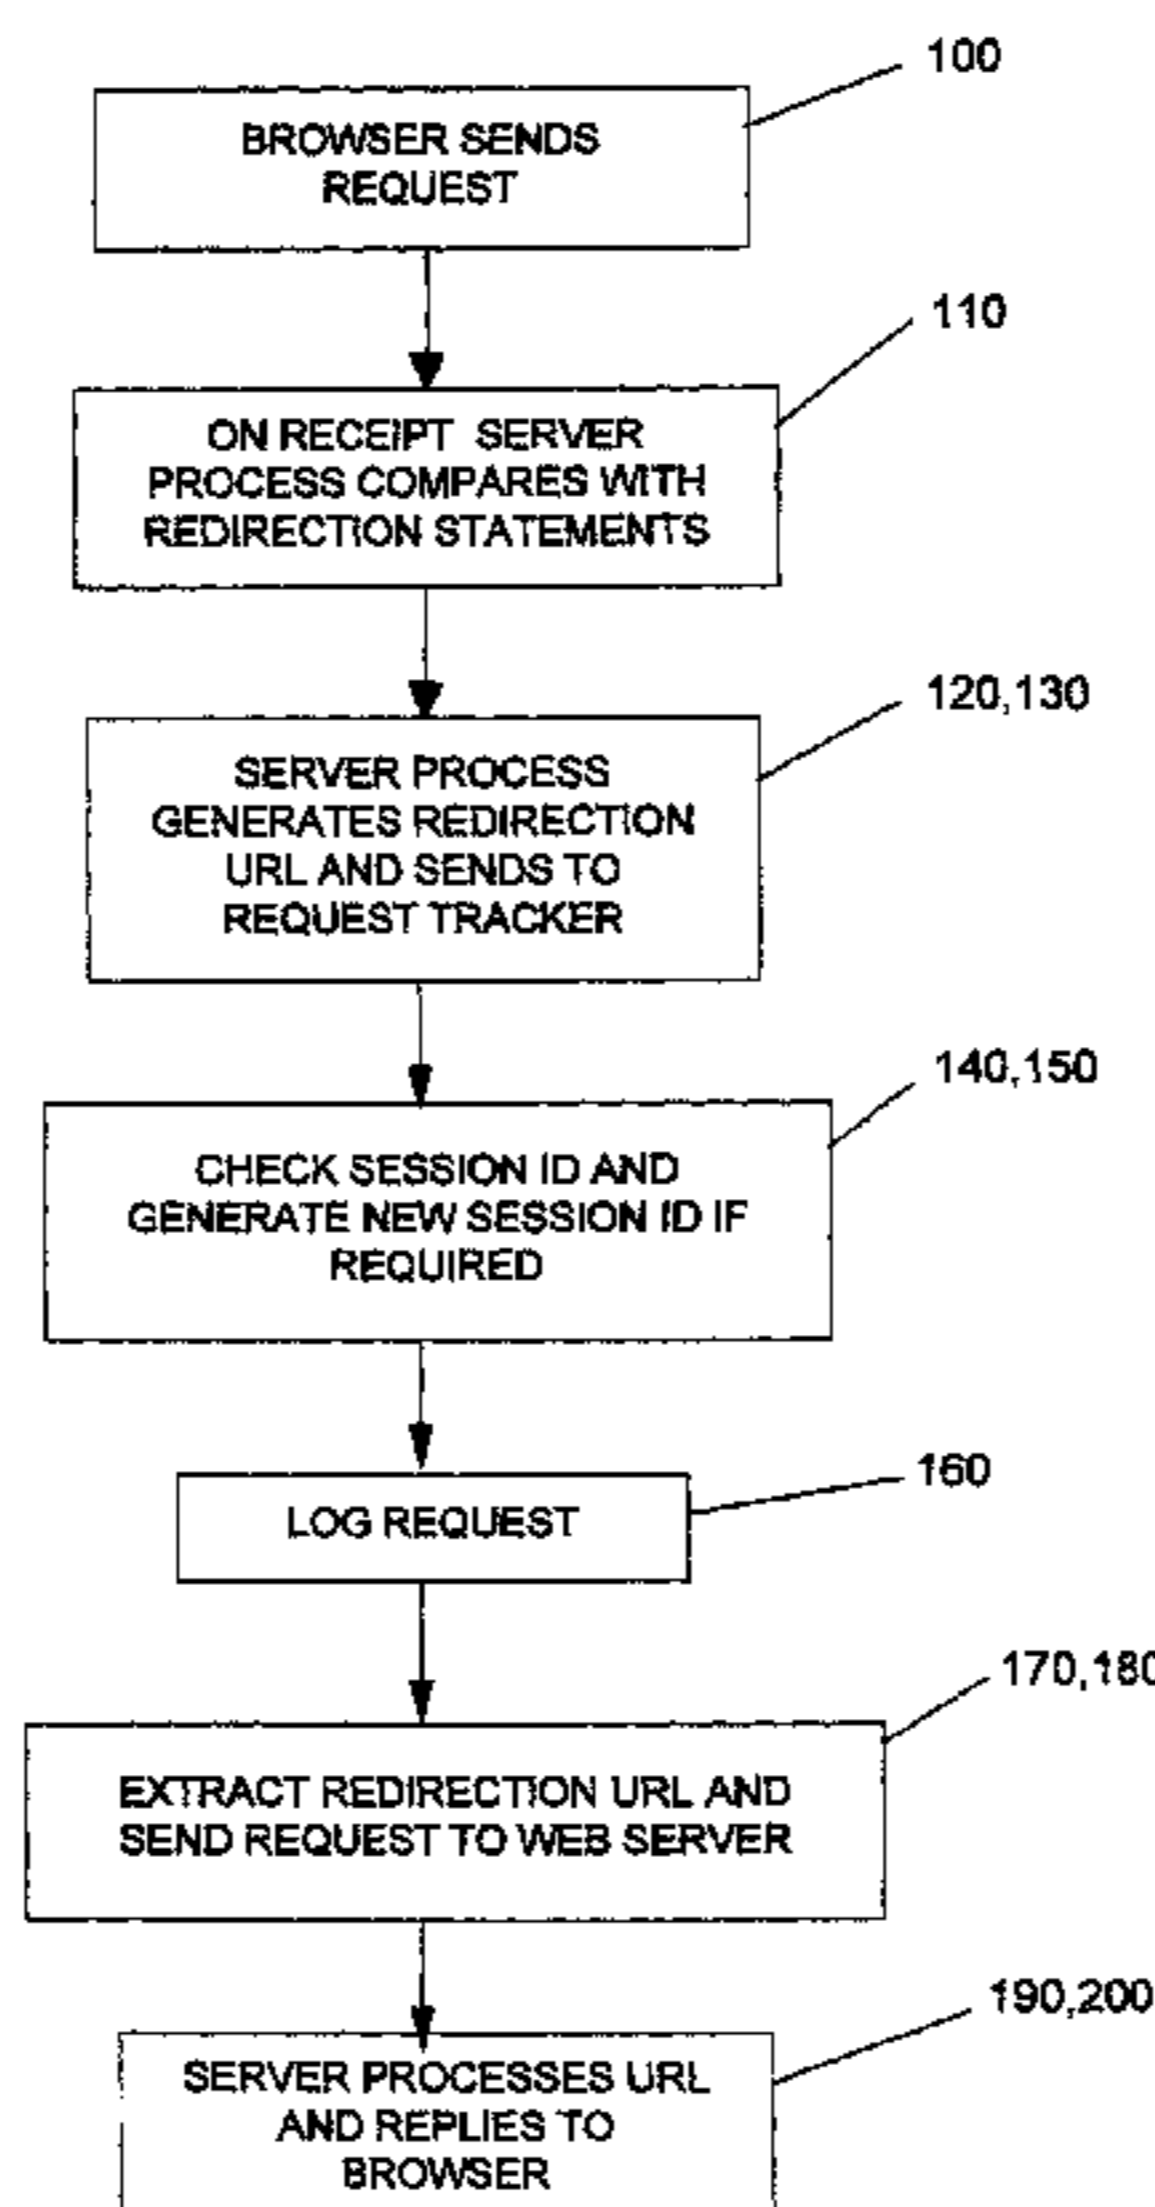 100
BROWSER SENDS
REQUEST
110
ON RECEIPT SERVER
PROCESS COMPARES WITH
REDIRECTION STATEMENTS
120,130
SERVER PROCESS
GENERATES REDIRECTION
URL AND SENDS TO
REQUEST TRACKER
140,150
CHECK SESSION ID AND
GENERATE NEW SESSION ID IF
REQUIRED
160
LOG REQUEST
170,180
EXTRACT REDIRECTION URL AND
SEND REQUEST TO WEB SERVER
190,200
SERVER PROCESSES URL
AND REPLIES TO
BROWSER